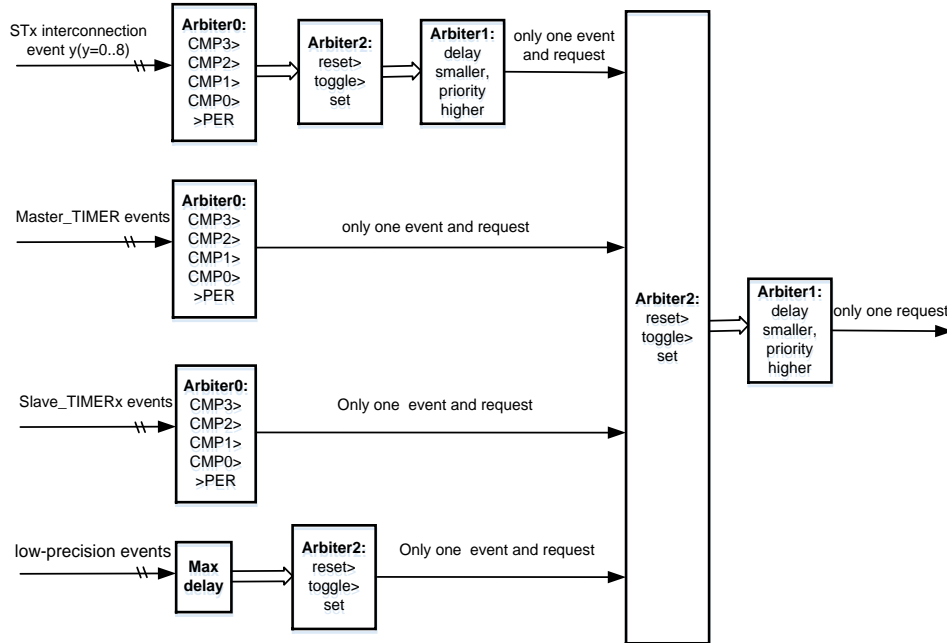 STx interconnection
event y(y=0..8)
Arbiter0:
CMP3>
CMP2>
CMP1>
CMP0>
>PER
Arbiter2:
reset>
toggle>
set
Arbiter1:
delay
smaller,
priority
higher
only one event
and request
Master_TIMER events
Arbiter0:
CMP3>
CMP2>
CMP1>
CMP0>
>PER
only one event and request
Slave_TIMERx events
Arbiter0:
CMP3>
CMP2>
CMP1>
CMP0>
>PER
Only one event and request
low-precision events
Max
delay
Arbiter2:
reset>
toggle>
set
Only one event and request
Arbiter2:
reset>
toggle>
set
Arbiter1:
delay
smaller,
priority
higher
only one request